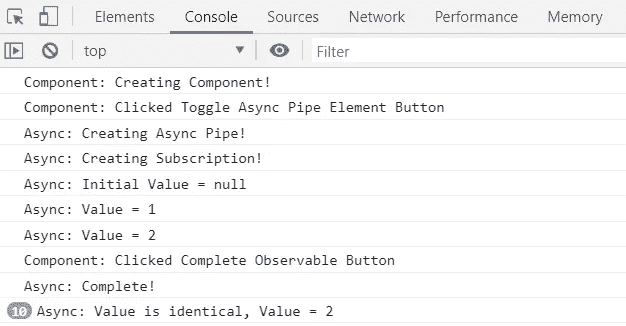 Elements Console Sources Network Performance Memory
top Filter
Component: Creating Component!
Component: Clicked Toggle Async Pipe Element Button
Async: Creating Async Pipe!
Async: Creating Subscription!
Async: Initial Value = null
Async: Value = 1
Async: Value = 2
Component: Clicked Complete Observable Button
Async: Complete!
10 Async: Value is identical, Value = 2